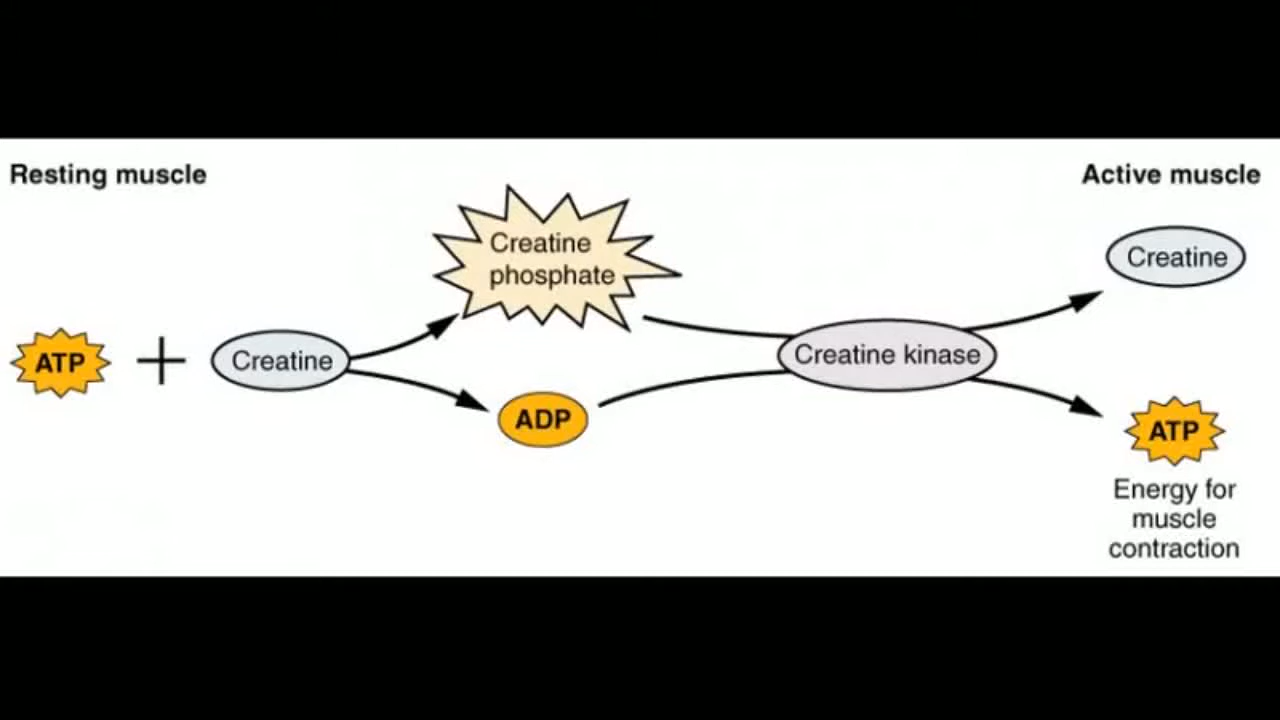 Resting muscle
Active muscle
Creatine
phosphate
Creatine
ATP
Creatine
Creatine kinase
ADP
ATP
Energy for
muscle
contraction